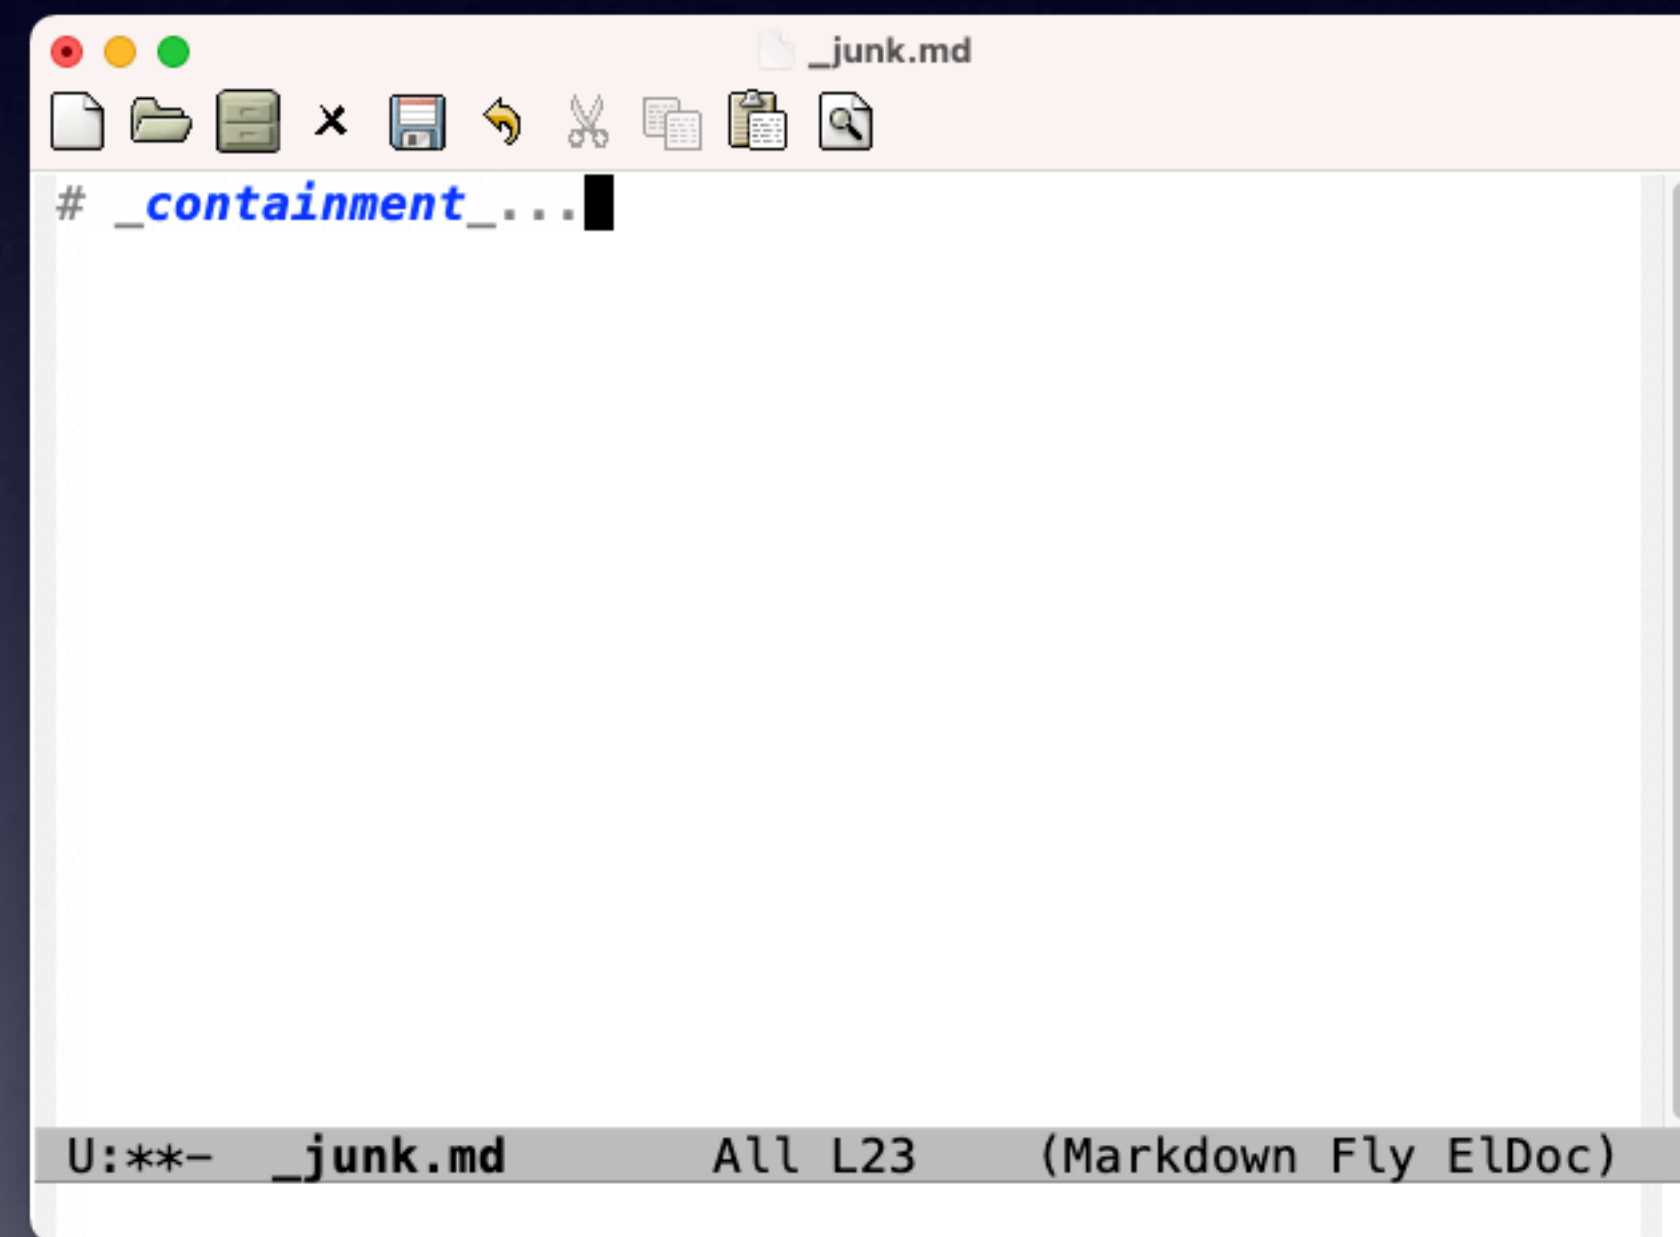 _junk.md
# _containment_...
U:**- _junk.md All L23 (Markdown Fly ElDoc)